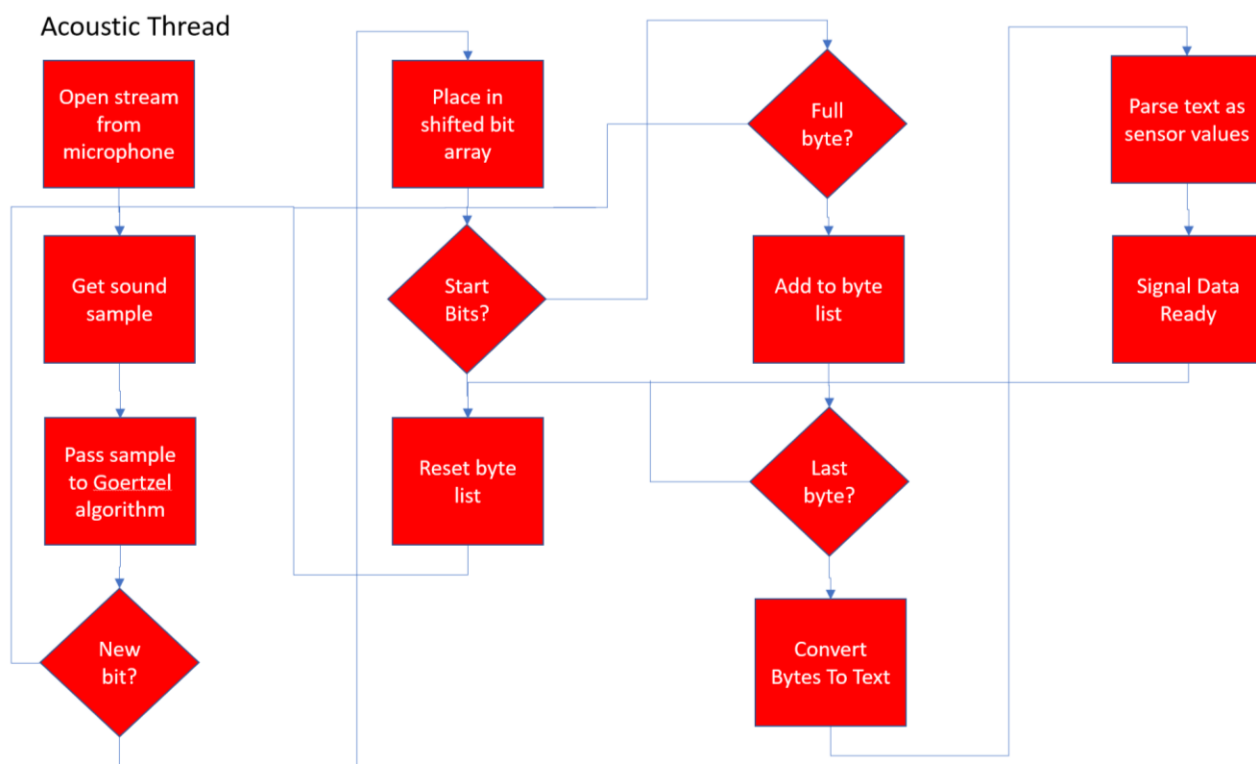 Acoustic Thread
Open stream
from
microphone
Get sound
sample
Pass sample
to Goertzel
algorithm
New
bit?
Place in
shifted bit
array
Start
Bits?
Reset byte
list
Full
byte?
Add to byte
list
Last
byte?
Convert
Bytes To Text
Parse text as
sensor values
Signal Data
Ready